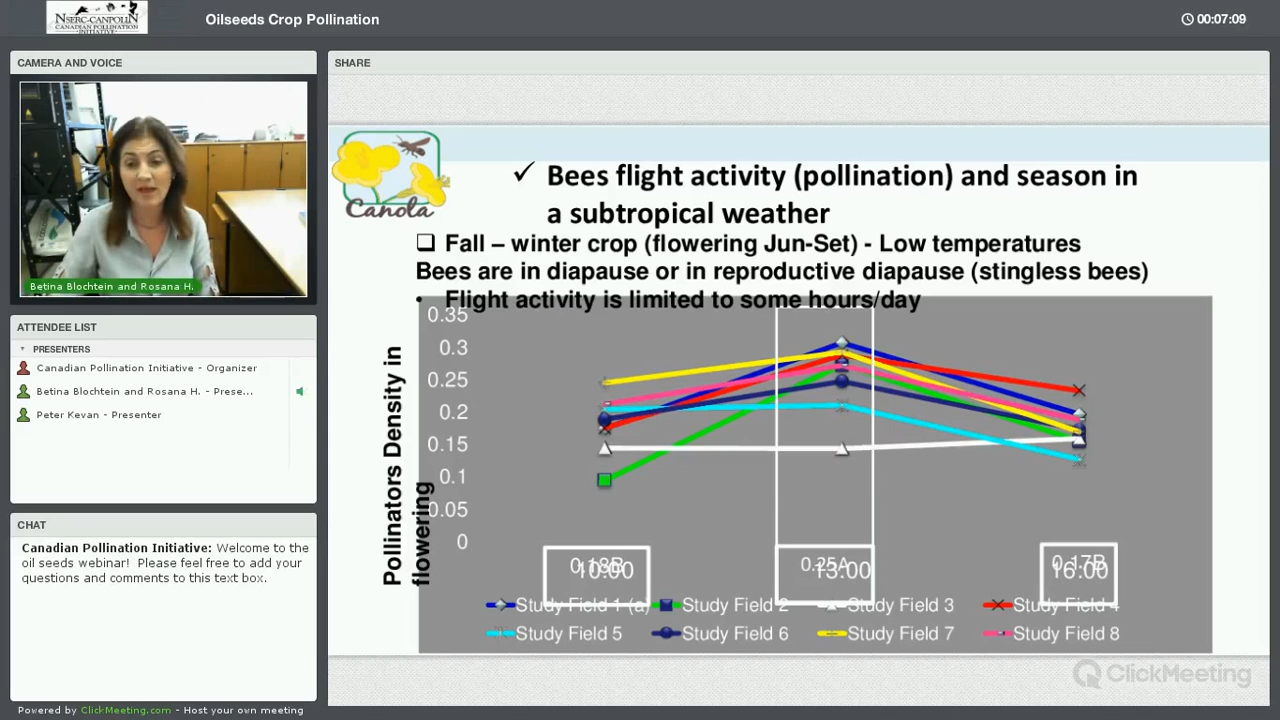 NSERC-CANPOLIN
CANADIAN POLLINATION
INITIATIVE
Oilseeds Crop Pollination
00:07:09
CAMERA AND VOICE
Betina Blochtein and Rosana H.
ATTENDEE LIST
PRESENTERS
Canadian Pollination Initiative - Organizer
Betina Blochtein and Rosana H. - Prese...
Peter Kevan - Presenter
CHAT
Canadian Pollination Initiative: Welcome to the
oil seeds webinar! Please feel free to add your
questions and comments to this text box.
Powered by ClickMeeting.com - Host your own meeting
SHARE
Canola
✓ Bees flight activity (pollination) and season in
a subtropical weather
❑ Fall – winter crop (flowering Jun-Set) - Low temperatures
Bees are in diapause or in reproductive diapause (stingless bees)
• Flight activity is limited to some hours/day
Pollinators Density in
flowering
0.35
0.3
0.25
0.2
0.15
0.1
0.05
0
0.18B
10:00
0.25A
13:00
0.17B
16:00
Study Field 1 (a) Study Field 2 Study Field 3 Study Field 4
Study Field 5 Study Field 6 Study Field 7 Study Field 8
ClickMeeting